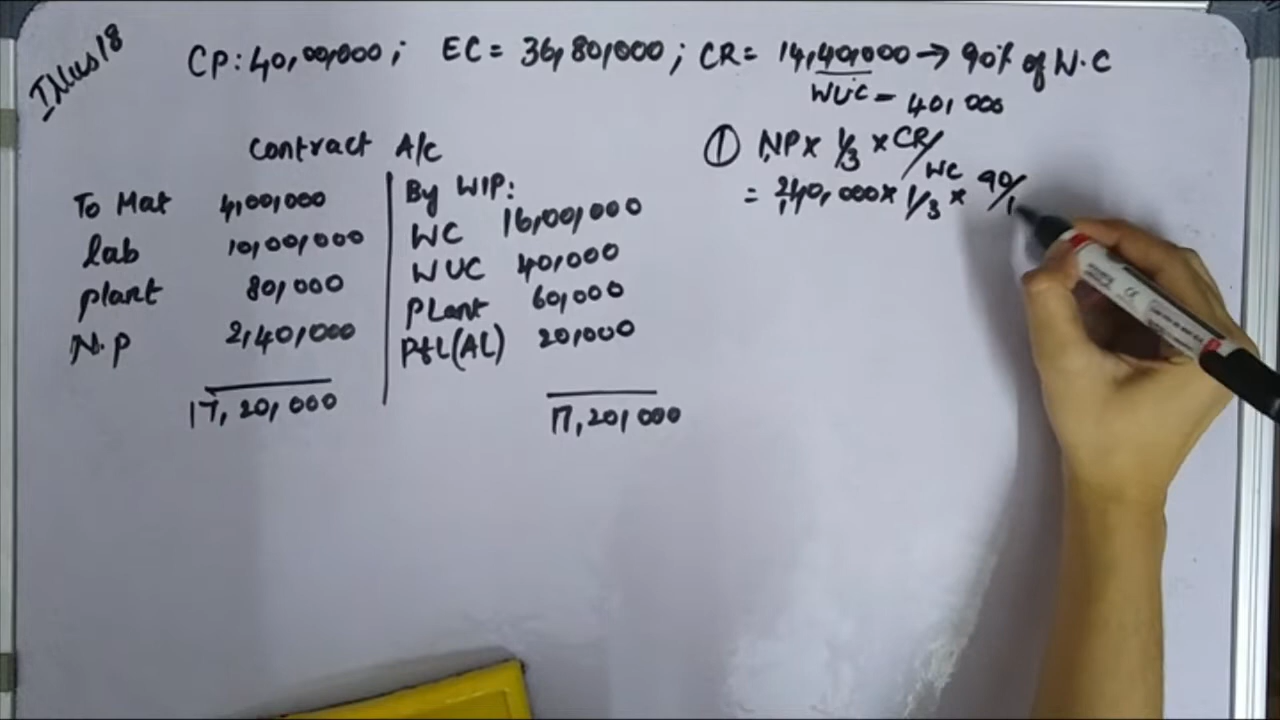 Illus 18
CP: 40,00,000; EC = 36,80,000; CR = 14,40,000 → 90% of W.C
WUC = 40,000
Contract A/c
To Mat 4,00,000
lab 10,00,000
plant 80,000
N.p 2,40,000
17,20,000
By WIP:
WC 16,00,000
WUC 40,000
PLant 60,000
P&L(AL) 20,000
17,20,000
① NP x 1/3 x CR/WC
= 2,40,000 x 1/3 x 90/1